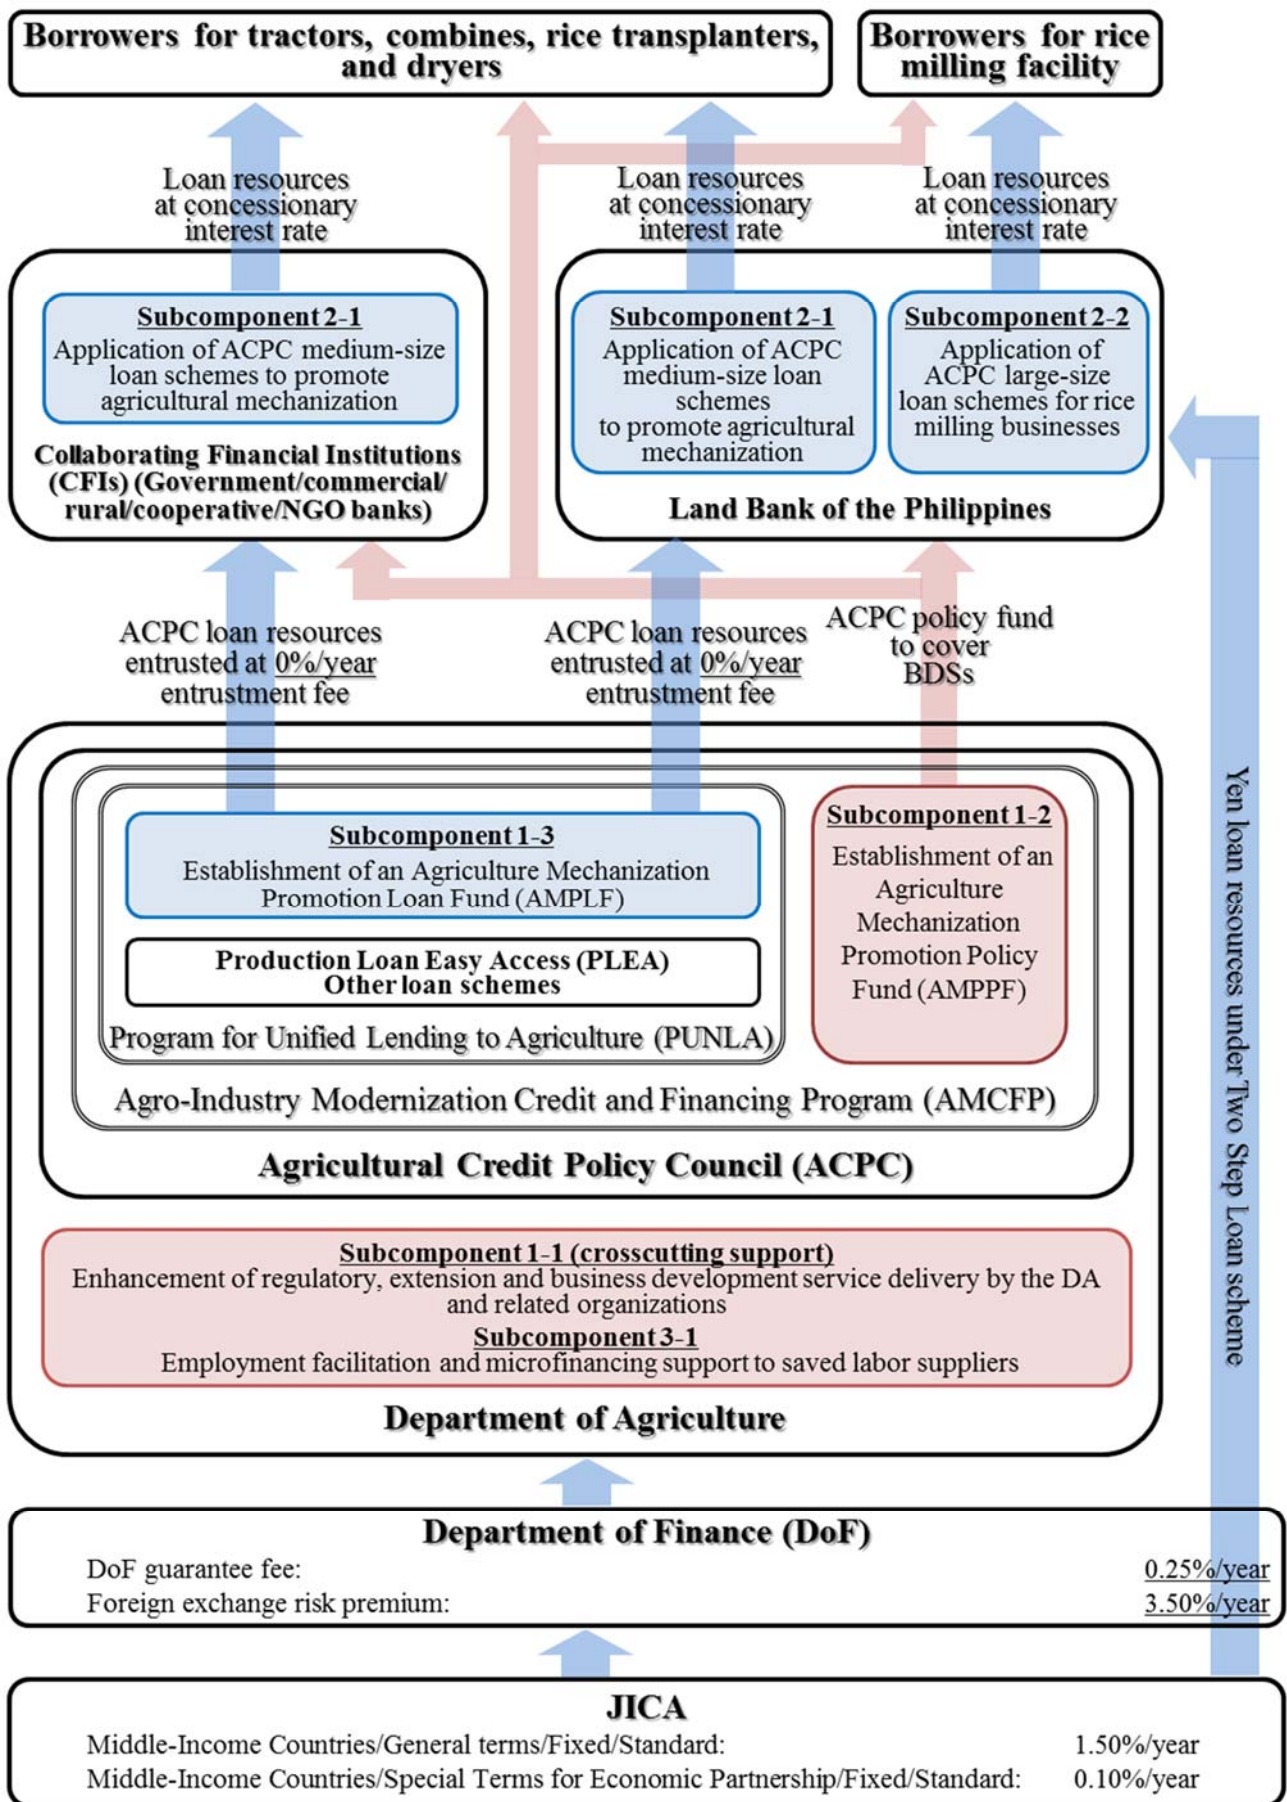 Borrowers for tractors, combines, rice transplanters,
and dryers
Borrowers for rice
milling facility
Loan resources
at concessionary
interest rate
Loan resources
at concessionary
interest rate
Loan resources
at concessionary
interest rate
Subcomponent 2-1
Application of ACPC medium-size
loan schemes to promote
agricultural mechanization
Collaborating Financial Institutions
(CFIs) (Government/commercial/
rural/cooperative/NGO banks)
Subcomponent 2-1
Application of ACPC
medium-size loan
schemes
to promote agricultural
mechanization
Subcomponent 2-2
Application of
ACPC large-size
loan schemes for rice
milling businesses
Land Bank of the Philippines
ACPC loan resources
entrusted at 0%/year
entrustment fee
ACPC loan resources
entrusted at 0%/year
entrustment fee
ACPC policy fund
to cover
BDSs
Subcomponent 1-3
Establishment of an Agriculture Mechanization
Promotion Loan Fund (AMPLF)
Production Loan Easy Access (PLEA)
Other loan schemes
Program for Unified Lending to Agriculture (PUNLA)
Subcomponent 1-2
Establishment of an
Agriculture
Mechanization
Promotion Policy
Fund (AMPPF)
Agro-Industry Modernization Credit and Financing Program (AMCFP)
Agricultural Credit Policy Council (ACPC)
Subcomponent 1-1 (crosscutting support)
Enhancement of regulatory, extension and business development service delivery by the DA
and related organizations
Subcomponent 3-1
Employment facilitation and microfinancing support to saved labor suppliers
Department of Agriculture
Yen loan resources under Two Step Loan scheme
Department of Finance (DoF)
DoF guarantee fee: 0.25%/year
Foreign exchange risk premium: 3.50%/year
JICA
Middle-Income Countries/General terms/Fixed/Standard: 1.50%/year
Middle-Income Countries/Special Terms for Economic Partnership/Fixed/Standard: 0.10%/year